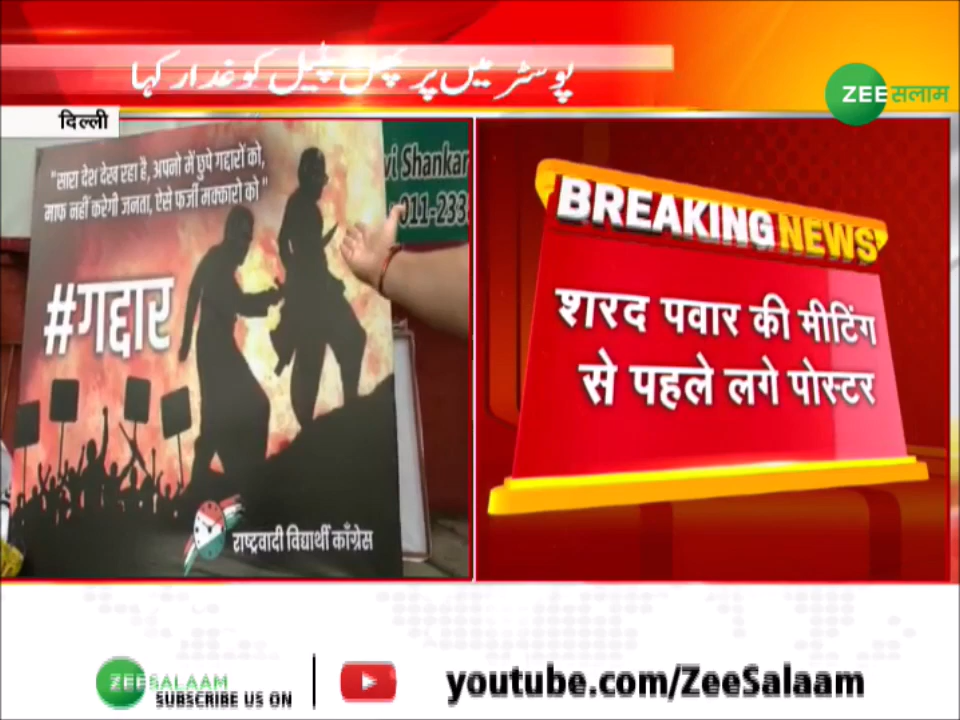 پوسٹر میں پرفل پٹیل کو غدار کہا
ZEE سلام
दिल्ली
"सारा देश देख रहा है, अपनो में छुपे गद्दारों को,
माफ नहीं करेगी जनता, ऐसे फर्जी मक्कारो को"
#गद्दार
राष्ट्रवादी विद्यार्थी काँग्रेस
vi Shankar
011-233
BREAKING NEWS
शरद पवार की मीटिंग
से पहले लगे पोस्टर
ZEE SALAAM
SUBSCRIBE US ON
youtube.com/ZeeSalaam